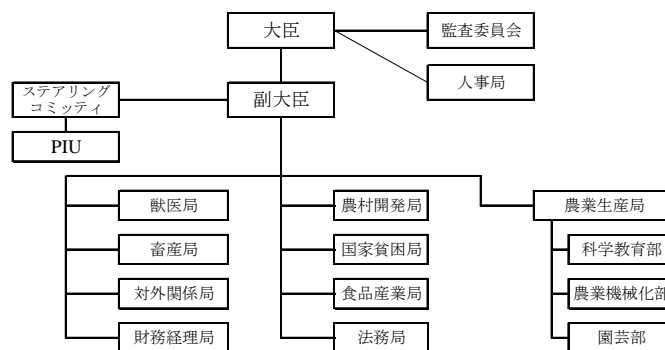 大臣
監査委員会
人事局
ステアリング
コミッティ
副大臣
PIU
獣医局
農村開発局
農業生産局
畜産局
国家貧困局
科学教育部
対外関係局
食品産業局
農業機械化部
財務経理局
法務局
園芸部